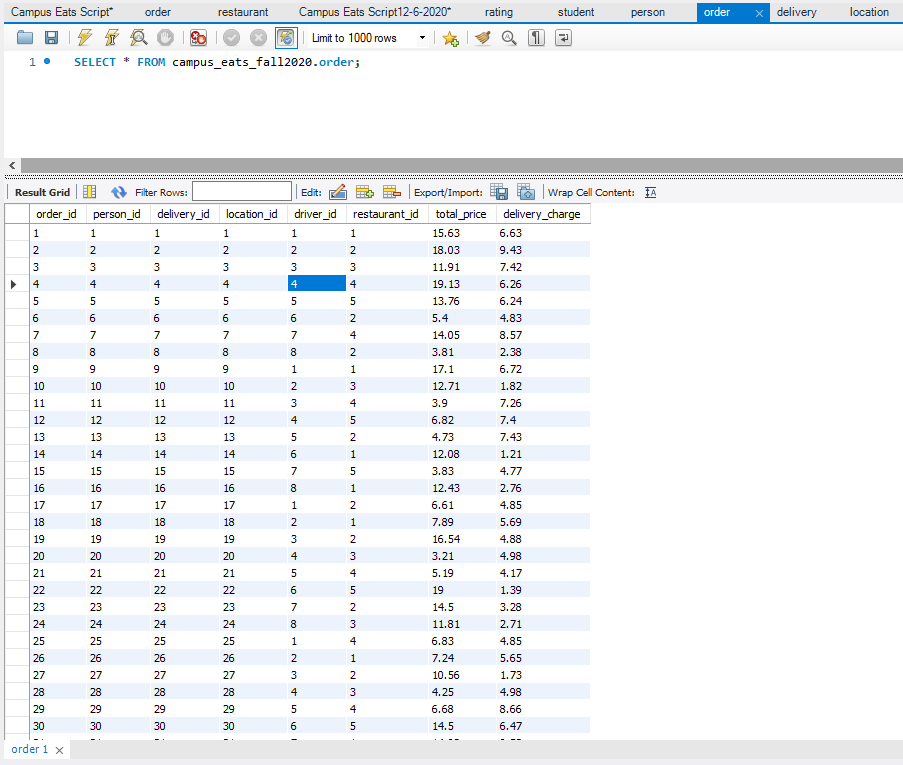 Campus Eats Script* order restaurant Campus Eats Script12-6-2020* rating student person order delivery location
Limit to 1000 rows
1 SELECT * FROM campus_eats_fall2020.order;
Result Grid Filter Rows: Edit: Export/Import: Wrap Cell Content:
order_id person_id delivery_id location_id driver_id restaurant_id total_price delivery_charge
1 1 1 1 1 1 15.63 6.63
2 2 2 2 2 2 18.03 9.43
3 3 3 3 3 3 11.91 7.42
4 4 4 4 4 4 19.13 6.26
5 5 5 5 5 5 13.76 6.24
6 6 6 6 6 2 5.4 4.83
7 7 7 7 7 4 14.05 8.57
8 8 8 8 8 2 3.81 2.38
9 9 9 9 1 1 17.1 6.72
10 10 10 10 2 3 12.71 1.82
11 11 11 11 3 4 3.9 7.26
12 12 12 12 4 5 6.82 7.4
13 13 13 13 5 2 4.73 7.43
14 14 14 14 6 1 12.08 1.21
15 15 15 15 7 5 3.83 4.77
16 16 16 16 8 1 12.43 2.76
17 17 17 17 1 2 6.61 4.85
18 18 18 18 2 1 7.89 5.69
19 19 19 19 3 2 16.54 4.88
20 20 20 20 4 3 3.21 4.98
21 21 21 21 5 4 5.19 4.17
22 22 22 22 6 5 19 1.39
23 23 23 23 7 2 14.5 3.28
24 24 24 24 8 3 11.81 2.71
25 25 25 25 1 4 6.83 4.85
26 26 26 26 2 1 7.24 5.65
27 27 27 27 3 2 10.56 1.73
28 28 28 28 4 3 4.25 4.98
29 29 29 29 5 4 6.68 8.66
30 30 30 30 6 5 14.5 6.47
order 1